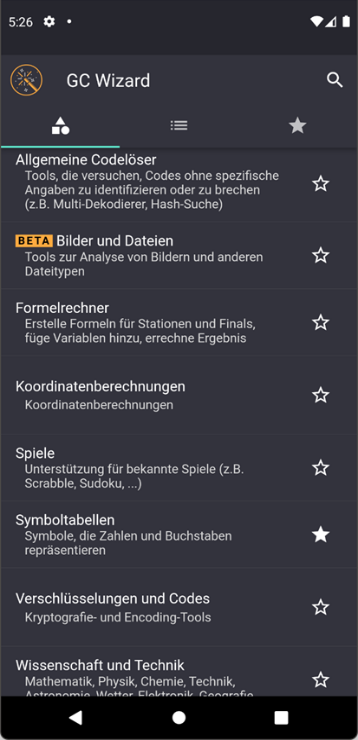 5:26
GC Wizard
Allgemeine Codelöser
Tools, die versuchen, Codes ohne spezifische
Angaben zu identifizieren oder zu brechen
(z.B. Multi-Dekodierer, Hash-Suche)
BETA Bilder und Dateien
Tools zur Analyse von Bildern und anderen
Dateitypen
Formelrechner
Erstelle Formeln für Stationen und Finals,
füge Variablen hinzu, errechne Ergebnis
Koordinatenberechnungen
Koordinatenberechnungen
Spiele
Unterstützung für bekannte Spiele (z.B.
Scrabble, Sudoku, ...)
Symboltabellen
Symbole, die Zahlen und Buchstaben
repräsentieren
Verschlüsselungen und Codes
Kryptografie- und Encoding-Tools
Wissenschaft und Technik
Mathematik, Physik, Chemie, Technik,
Astronomie, Wetter, Elektronik, Geografie